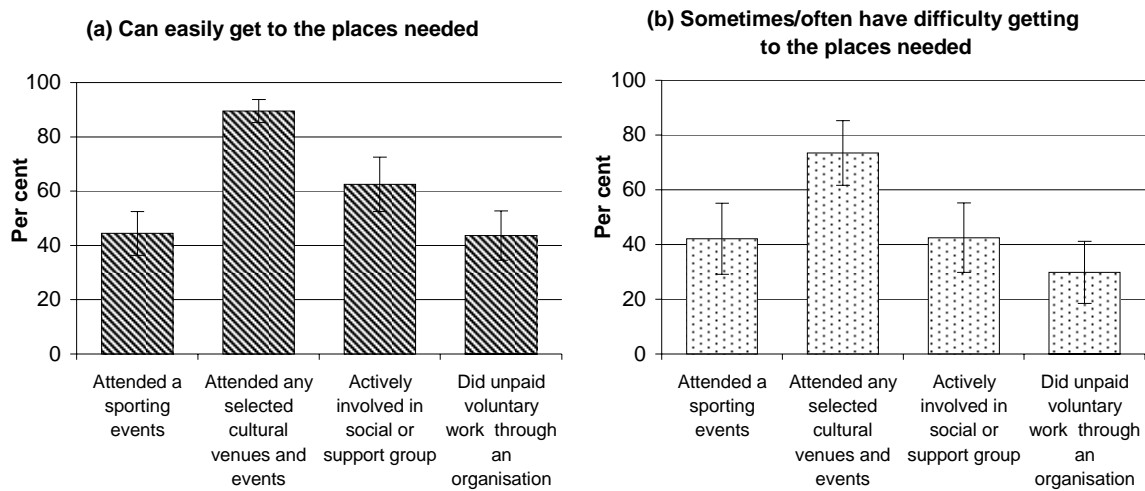 (a) Can easily get to the places needed
Per cent
100
80
60
40
20
0
Attended a
sporting
events
Attended any
selected
cultural
venues and
events
Actively
involved in
social or
support group
Did unpaid
voluntary
work through
an
organisation
(b) Sometimes/often have difficulty getting
to the places needed
Per cent
100
80
60
40
20
0
Attended a
sporting
events
Attended any
selected
cultural
venues and
events
Actively
involved in
social or
support group
Did unpaid
voluntary
work through
an
organisation